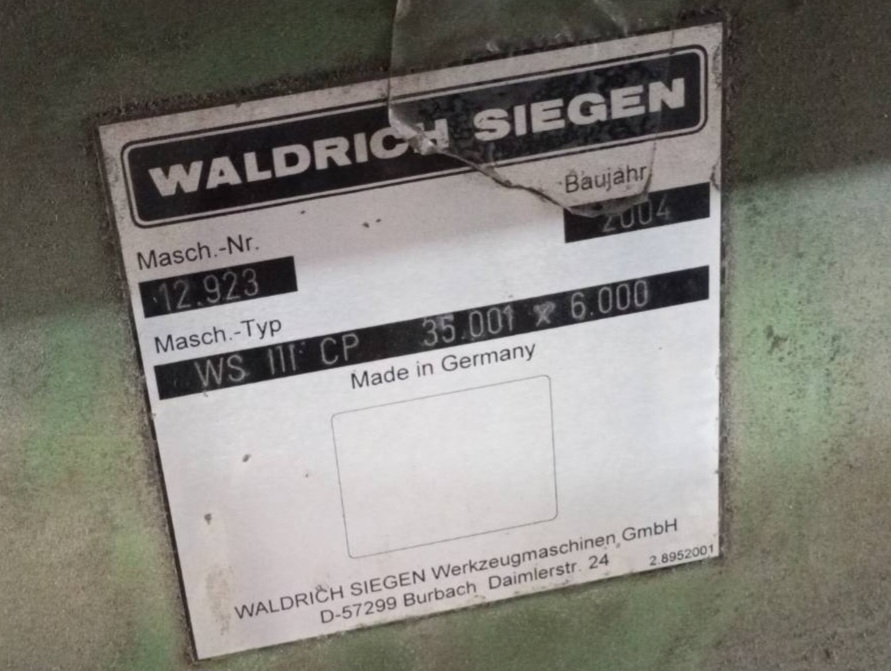 WALDRICH SIEGEN
Baujahr
2004
Masch.-Nr.
12.923
Masch.-Typ
WS III CP 35.001 x 6.000
Made in Germany
WALDRICH SIEGEN Werkzeugmaschinen GmbH
D-57299 Burbach Daimlerstr. 24
2.8952001